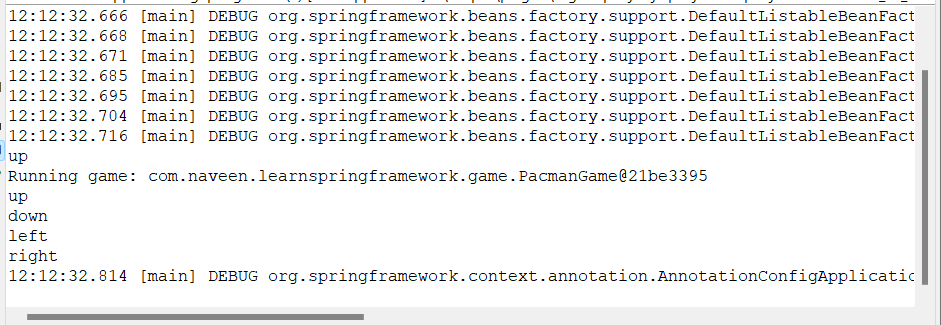 12:12:32.666 [main] DEBUG org.springframework.beans.factory.support.DefaultListableBeanFact
12:12:32.668 [main] DEBUG org.springframework.beans.factory.support.DefaultListableBeanFact
12:12:32.671 [main] DEBUG org.springframework.beans.factory.support.DefaultListableBeanFact
12:12:32.685 [main] DEBUG org.springframework.beans.factory.support.DefaultListableBeanFact
12:12:32.695 [main] DEBUG org.springframework.beans.factory.support.DefaultListableBeanFact
12:12:32.704 [main] DEBUG org.springframework.beans.factory.support.DefaultListableBeanFact
12:12:32.716 [main] DEBUG org.springframework.beans.factory.support.DefaultListableBeanFact
up
Running game: com.naveen.learnspringframework.game.PacmanGame@21be3395
up
down
left
right
12:12:32.814 [main] DEBUG org.springframework.context.annotation.AnnotationConfigApplicatio